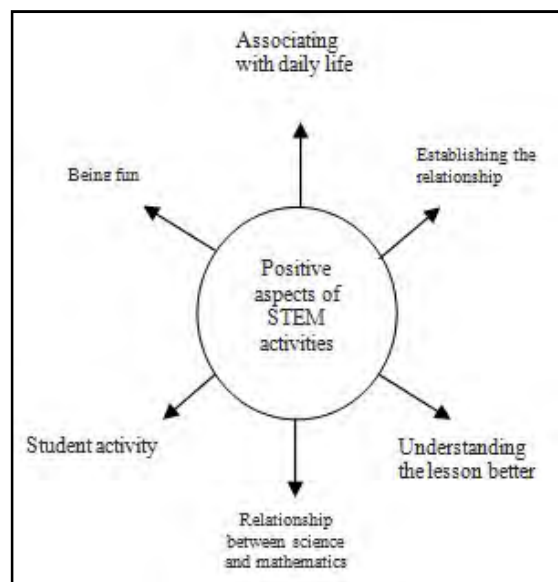 Associating
with daily life
Establishing the
relationship
Being fun
Positive
aspects of
STEM
activities
Student activity
Understanding
the lesson better
Relationship
between science
and mathematics